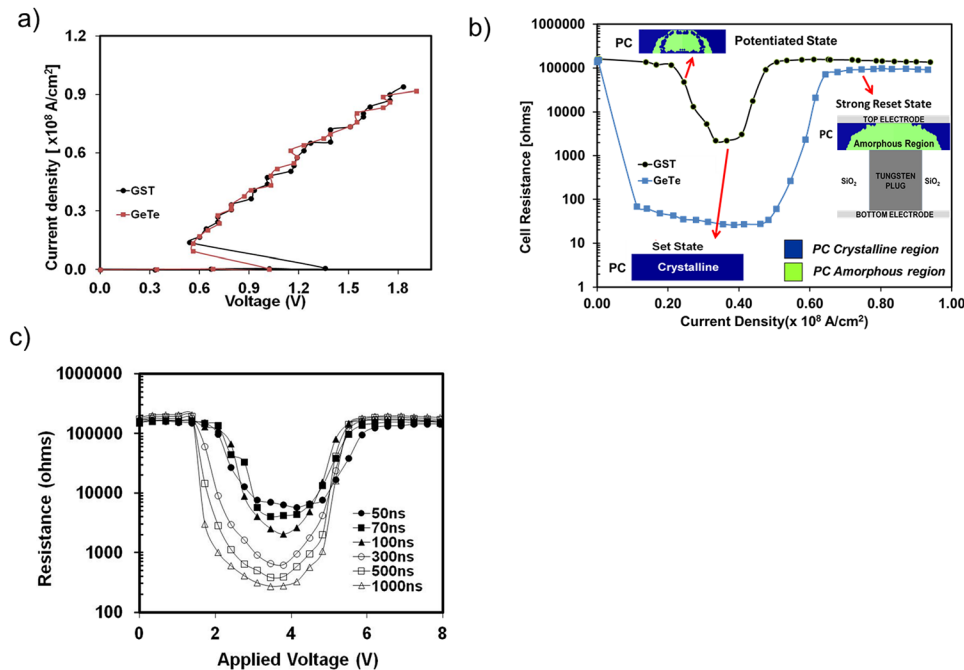 a)
Current density [ x10⁸ A/cm²]
1.2
0.9
0.6
0.3
0.0
GST
GeTe
0.0 0.3 0.6 0.9 1.2 1.5 1.8
Voltage (V)
b)
Cell Resistance [ohms]
1000000
100000
10000
1000
100
10
1
PC
Potentiated State
Strong Reset State
TOP ELECTRODE
PC
Amorphous Region
SiO₂
TUNGSTEN
PLUG
SiO₂
BOTTOM ELECTRODE
GST
GeTe
Set State
PC
Crystalline
PC Crystalline region
PC Amorphous region
0.00 0.20 0.40 0.60 0.80 1.00
Current Density(x 10⁸ A/cm²)
c)
Resistance (ohms)
1000000
100000
10000
1000
100
50ns
70ns
100ns
300ns
500ns
1000ns
0 2 4 6 8
Applied Voltage (V)